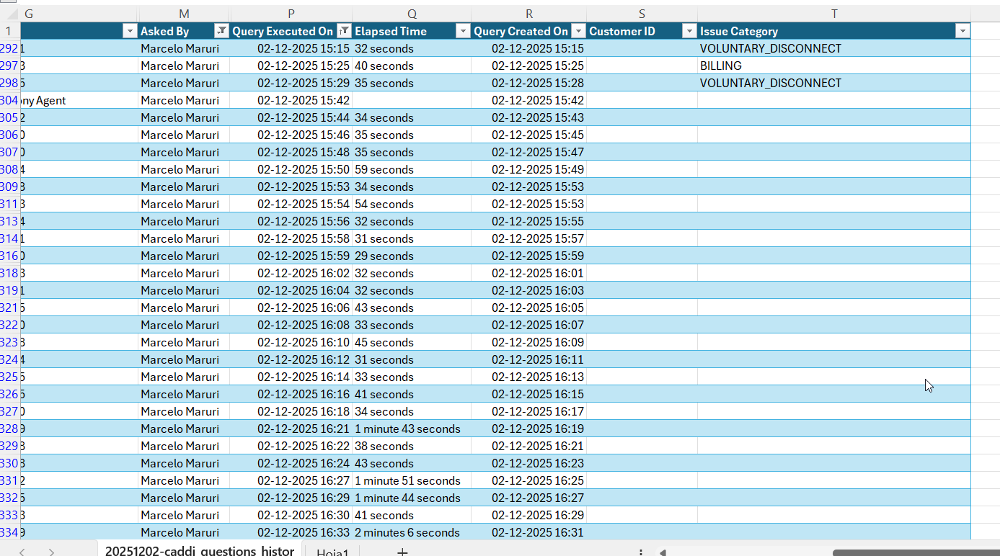 G M P Q R S T
1 Asked By Query Executed On Elapsed Time Query Created On Customer ID Issue Category
292 1 Marcelo Maruri 02-12-2025 15:15 32 seconds 02-12-2025 15:15 VOLUNTARY_DISCONNECT
297 3 Marcelo Maruri 02-12-2025 15:25 40 seconds 02-12-2025 15:25 BILLING
298 5 Marcelo Maruri 02-12-2025 15:29 35 seconds 02-12-2025 15:28 VOLUNTARY_DISCONNECT
304 ny Agent Marcelo Maruri 02-12-2025 15:42 02-12-2025 15:42
305 2 Marcelo Maruri 02-12-2025 15:44 34 seconds 02-12-2025 15:43
306 0 Marcelo Maruri 02-12-2025 15:46 35 seconds 02-12-2025 15:45
307 0 Marcelo Maruri 02-12-2025 15:48 35 seconds 02-12-2025 15:47
308 4 Marcelo Maruri 02-12-2025 15:50 59 seconds 02-12-2025 15:49
309 3 Marcelo Maruri 02-12-2025 15:53 34 seconds 02-12-2025 15:53
311 3 Marcelo Maruri 02-12-2025 15:54 54 seconds 02-12-2025 15:53
313 4 Marcelo Maruri 02-12-2025 15:56 32 seconds 02-12-2025 15:55
314 1 Marcelo Maruri 02-12-2025 15:58 31 seconds 02-12-2025 15:57
316 0 Marcelo Maruri 02-12-2025 15:59 29 seconds 02-12-2025 15:59
318 3 Marcelo Maruri 02-12-2025 16:02 32 seconds 02-12-2025 16:01
319 1 Marcelo Maruri 02-12-2025 16:04 32 seconds 02-12-2025 16:03
321 5 Marcelo Maruri 02-12-2025 16:06 43 seconds 02-12-2025 16:05
322 0 Marcelo Maruri 02-12-2025 16:08 33 seconds 02-12-2025 16:07
323 3 Marcelo Maruri 02-12-2025 16:10 45 seconds 02-12-2025 16:09
324 4 Marcelo Maruri 02-12-2025 16:12 31 seconds 02-12-2025 16:11
325 5 Marcelo Maruri 02-12-2025 16:14 33 seconds 02-12-2025 16:13
326 5 Marcelo Maruri 02-12-2025 16:16 41 seconds 02-12-2025 16:15
327 0 Marcelo Maruri 02-12-2025 16:18 34 seconds 02-12-2025 16:17
328 9 Marcelo Maruri 02-12-2025 16:21 1 minute 43 seconds 02-12-2025 16:19
329 3 Marcelo Maruri 02-12-2025 16:22 38 seconds 02-12-2025 16:21
330 3 Marcelo Maruri 02-12-2025 16:24 43 seconds 02-12-2025 16:23
331 2 Marcelo Maruri 02-12-2025 16:27 1 minute 51 seconds 02-12-2025 16:25
332 5 Marcelo Maruri 02-12-2025 16:29 1 minute 44 seconds 02-12-2025 16:27
333 3 Marcelo Maruri 02-12-2025 16:30 41 seconds 02-12-2025 16:29
334 9 Marcelo Maruri 02-12-2025 16:33 2 minutes 6 seconds 02-12-2025 16:31
20251202-caddi_questions_histor Hoja1